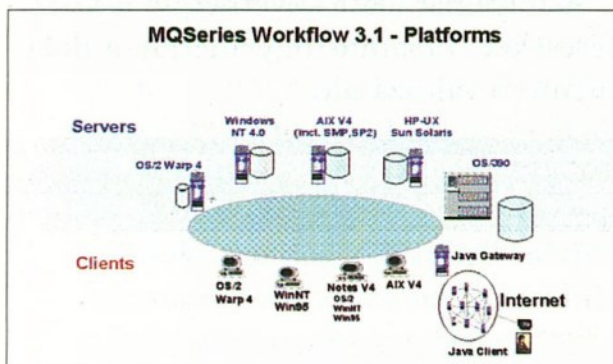 MQSeries Workflow 3.1 - Platforms
Servers
Windows
NT 4.0
AIX V4
(incl. SMP,SP2)
HP-UX
Sun Solaris
OS/2 Warp 4
OS/390
Clients
OS/2
Warp 4
WinNT
Win95
Notes V4
OS/2
WinNT
Win95
AIX V4
Java Gateway
Internet
Java Client